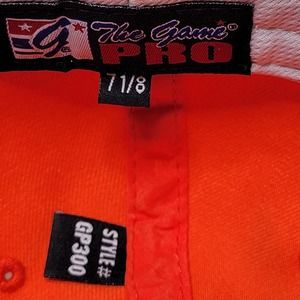 The Game
PRO
7 1/8
STYLE#
GP300